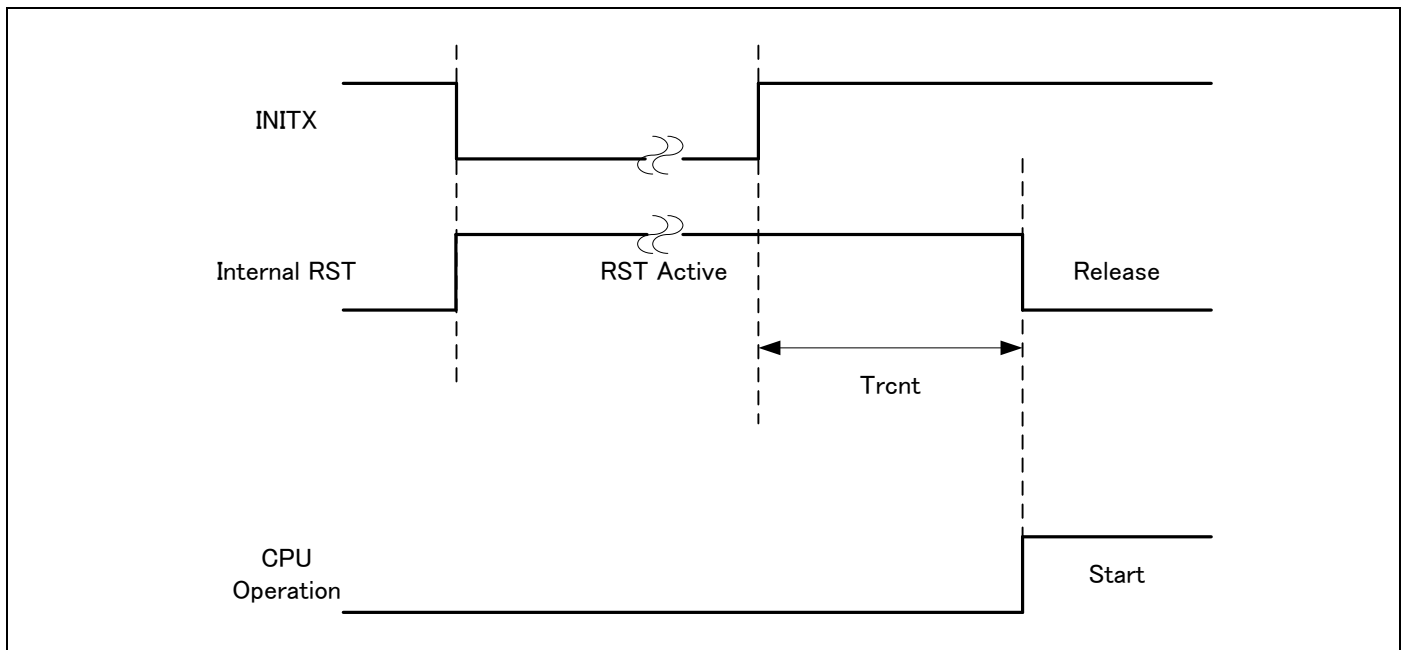 INITX
Internal RST
RST Active
Release
Trcnt
CPU
Operation
Start